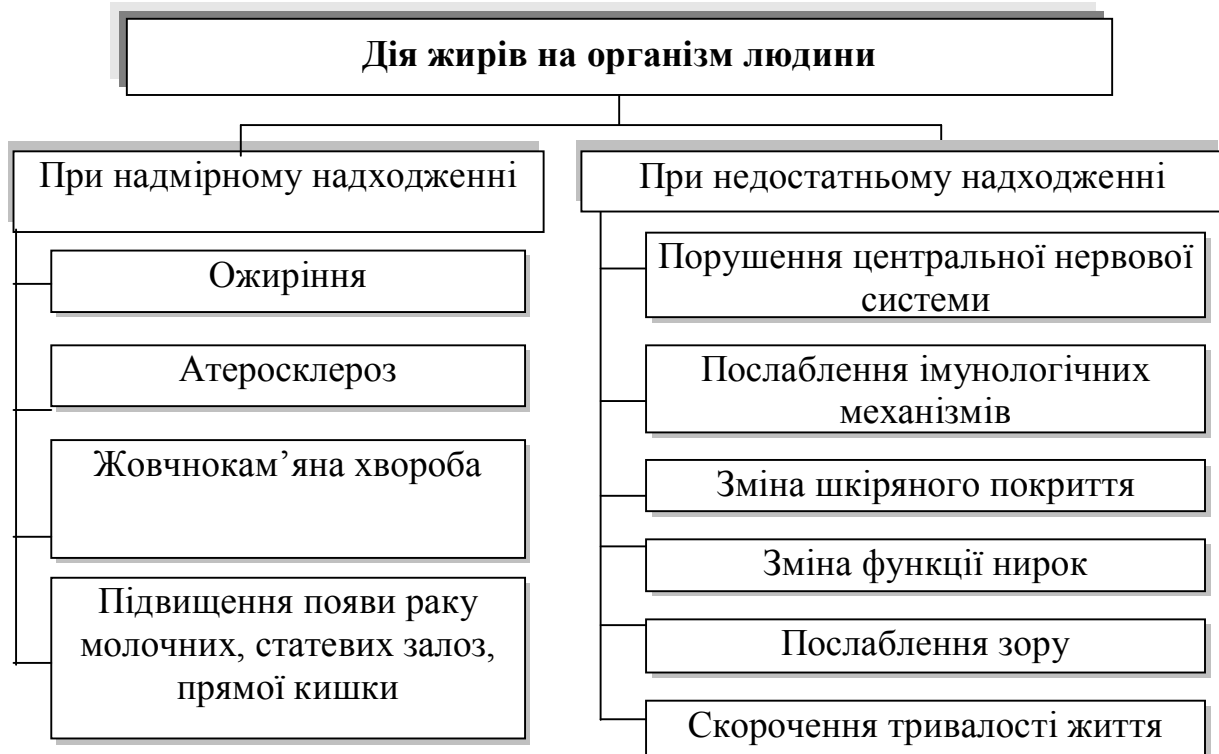 Дія жирів на організм людини
При надмірному надходженні
Ожиріння
Атеросклероз
Жовчнокам’яна хвороба
Підвищення появи раку
молочних, статевих залоз,
прямої кишки
При недостатньому надходженні
Порушення центральної нервової
системи
Послаблення імунологічних
механізмів
Зміна шкіряного покриття
Зміна функції нирок
Послаблення зору
Скорочення тривалості життя